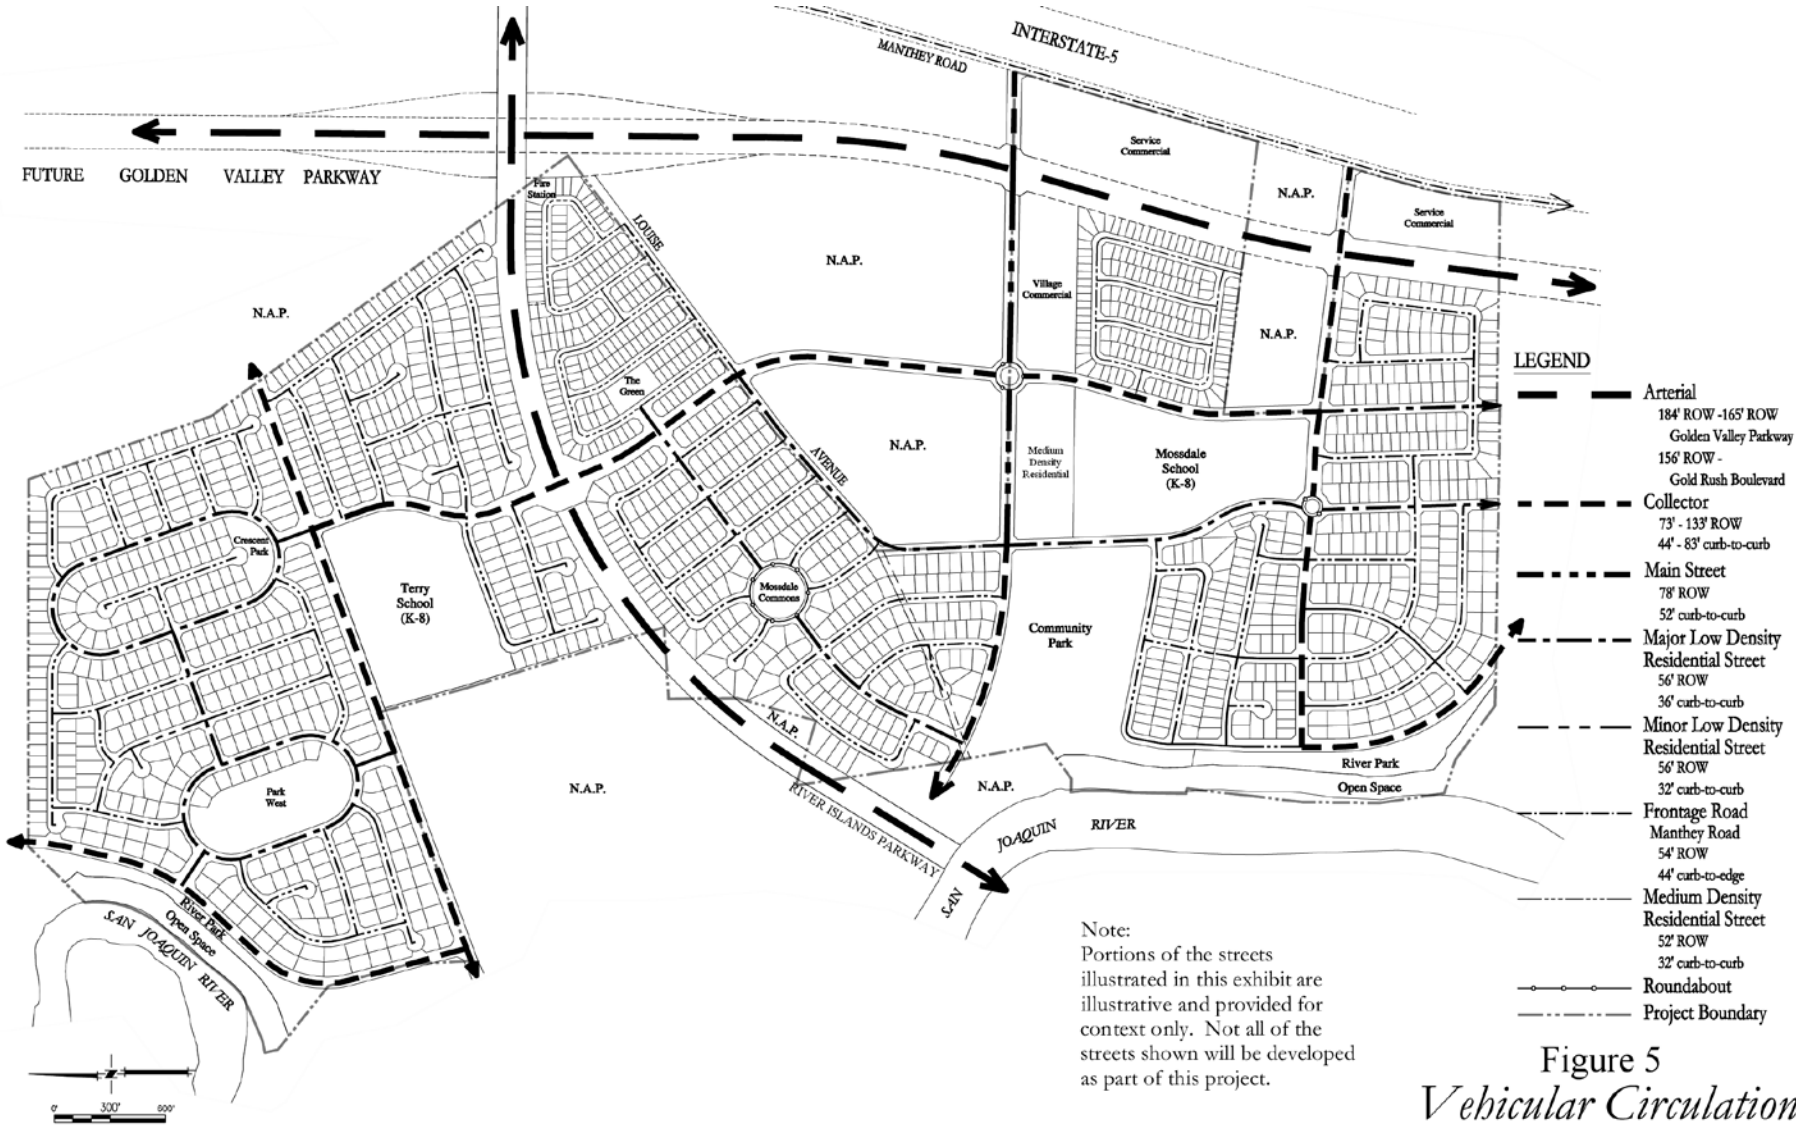 INTERSTATE-5
MANTHEY ROAD
FUTURE GOLDEN VALLEY PARKWAY
Fire
Station
LOUISE
AVENUE
Service
Commercial
N.A.P.
Service
Commercial
N.A.P.
N.A.P.
Village
Commercial
N.A.P.
N.A.P.
The
Green
N.A.P.
Medium
Density
Residential
Mossdale
School
(K-8)
Crescent
Park
Terry
School
(K-8)
Mossdale
Commons
Community
Park
N.A.P.
N.A.P.
N.A.P.
Park
West
River Park
Open Space
RIVER ISLANDS PARKWAY
SAN JOAQUIN RIVER
River Park
Open Space
SAN JOAQUIN RIVER
0' 300' 600'
Note:
Portions of the streets
illustrated in this exhibit are
illustrative and provided for
context only. Not all of the
streets shown will be developed
as part of this project.
LEGEND
Arterial
184' ROW -165' ROW
Golden Valley Parkway
156' ROW -
Gold Rush Boulevard
Collector
73' - 133' ROW
44' - 83' curb-to-curb
Main Street
78' ROW
52' curb-to-curb
Major Low Density
Residential Street
56' ROW
36' curb-to-curb
Minor Low Density
Residential Street
56' ROW
32' curb-to-curb
Frontage Road
Manthey Road
54' ROW
44' curb-to-edge
Medium Density
Residential Street
52' ROW
32' curb-to-curb
Roundabout
Project Boundary
Figure 5
Vehicular Circulation